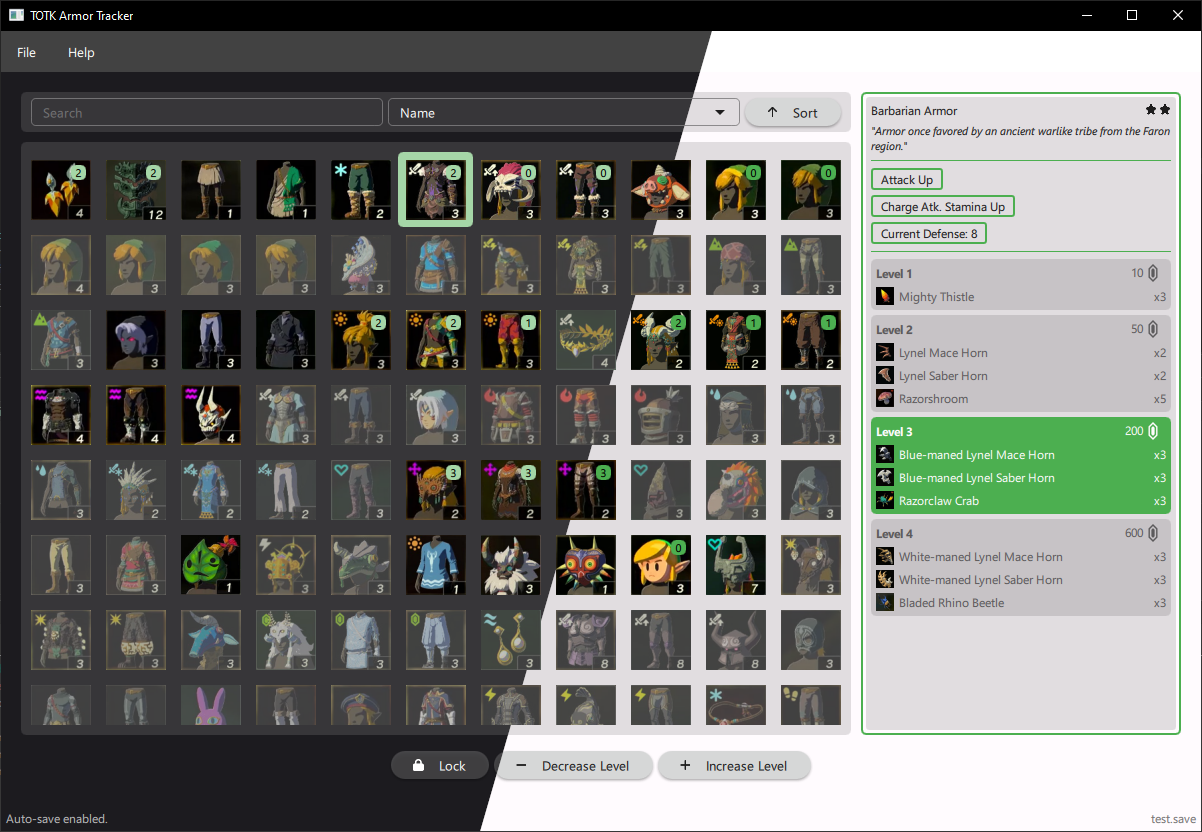 TOTK Armor Tracker
File Help
Search Name Sort
2 4 2 12 1 1 2 2 3 0 3 0 3 3 0 3 0 3
4 3 3 3 3 5 3 3 3 3 3
3 3 3 3 2 3 2 3 1 3 4 2 2 1 2 1 2
4 4 4 3 3 3 3 3 3 3 3
3 2 2 2 3 3 2 3 2 3 2 3 3 3
3 3 1 3 3 1 3 1 0 3 7 3
3 3 3 3 3 3 3 8 8 8 3
Barbarian Armor
"Armor once favored by an ancient warlike tribe from the Faron
region."
Attack Up
Charge Atk. Stamina Up
Current Defense: 8
Level 1 10
Mighty Thistle x3
Level 2 50
Lynel Mace Horn x2
Lynel Saber Horn x2
Razorshroom x5
Level 3 200
Blue-maned Lynel Mace Horn x3
Blue-maned Lynel Saber Horn x3
Razorclaw Crab x3
Level 4 600
White-maned Lynel Mace Horn x3
White-maned Lynel Saber Horn x3
Bladed Rhino Beetle x3
Lock Decrease Level Increase Level
Auto-save enabled. test.save